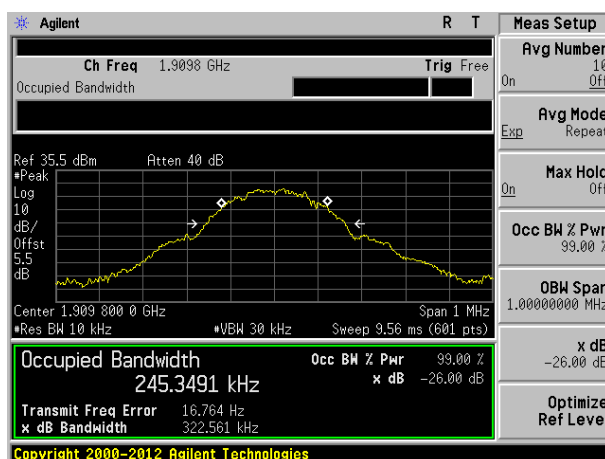 Agilent
R T
Meas Setup
Ch Freq 1.9098 GHz
Trig Free
Occupied Bandwidth
Avg Number
10
On Off
Avg Mode
Exp Repeat
Max Hold
On Off
Occ BW % Pwr
99.00 %
OBW Span
1.00000000 MHz
x dB
-26.00 dB
Optimize
Ref Level
Ref 35.5 dBm
Atten 40 dB
#Peak
Log
10
dB/
Offst
5.5
dB
Center 1.909 800 0 GHz
Span 1 MHz
#Res BW 10 kHz
#VBW 30 kHz
Sweep 9.56 ms (601 pts)
Occupied Bandwidth
245.3491 kHz
Occ BW % Pwr 99.00 %
x dB -26.00 dB
Transmit Freq Error 16.764 Hz
x dB Bandwidth 322.561 kHz
Copyright 2000-2012 Agilent Technologies